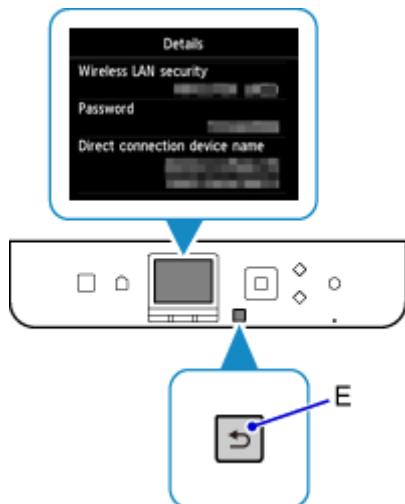 Details
Wireless LAN security
Password
Direct connection device name
E